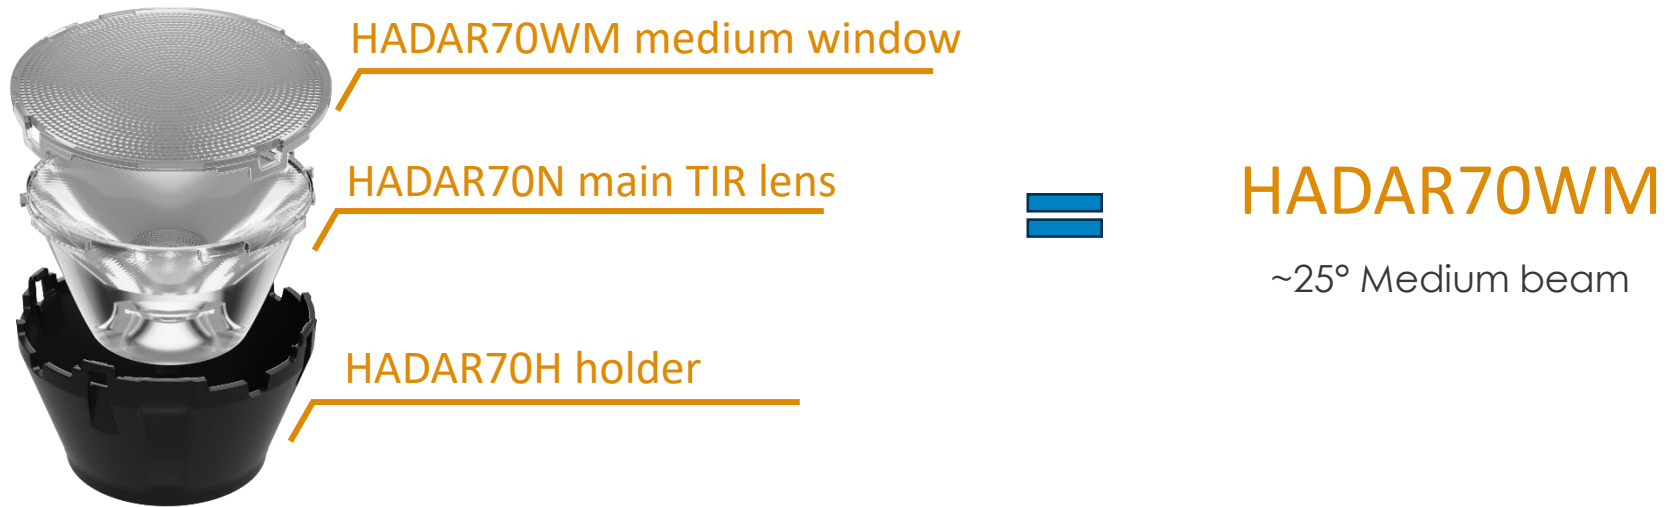 HADAR70WM medium window
HADAR70N main TIR lens
HADAR70H holder
HADAR70WM
~25° Medium beam